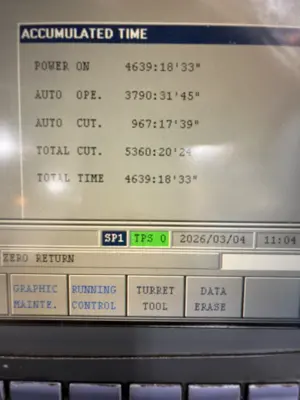 ACCUMULATED TIME
POWER ON 4639:18'33"
AUTO OPE. 3790:31'45"
AUTO CUT. 967:17'39"
TOTAL CUT. 5360:20'24
TOTAL TIME 4639:18'33"
SP1 TPS 0 2026/03/04 11:04
ZERO RETURN
GRAPHIC MAINTE. RUNNING CONTROL TURRET TOOL DATA ERASE